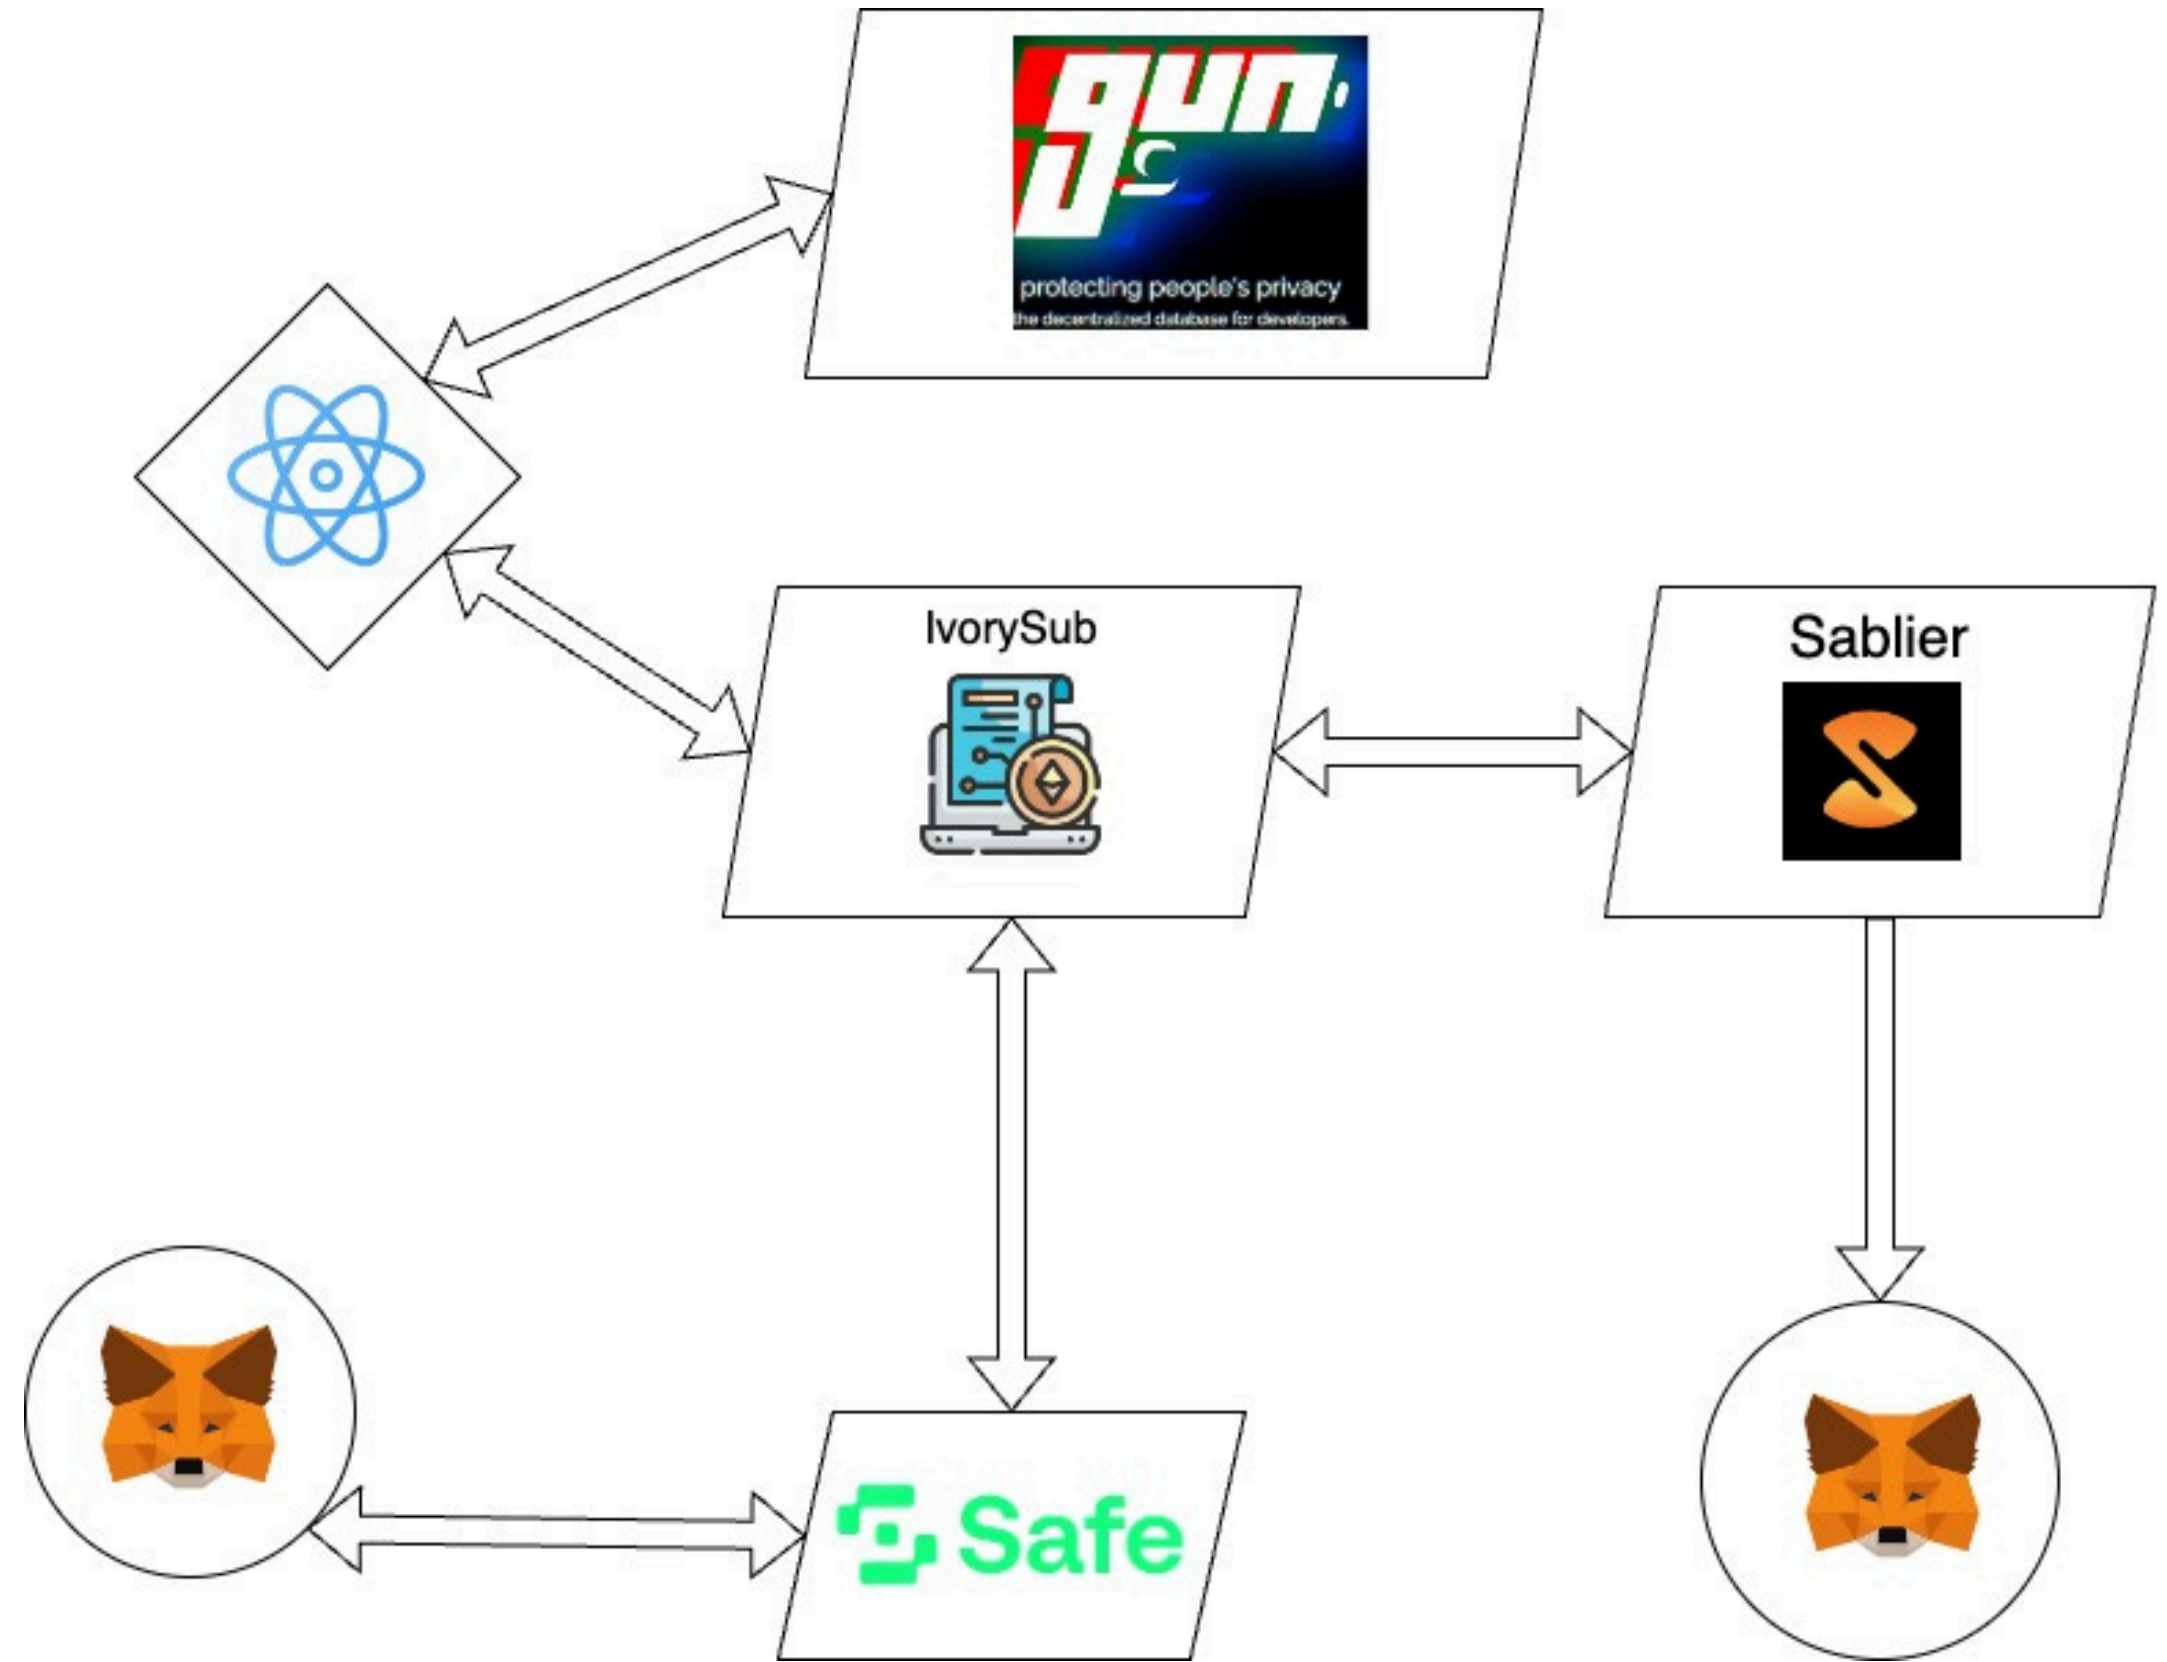 gun
protecting people's privacy
the decentralized database for developers.
IvorySub
Sablier
Safe